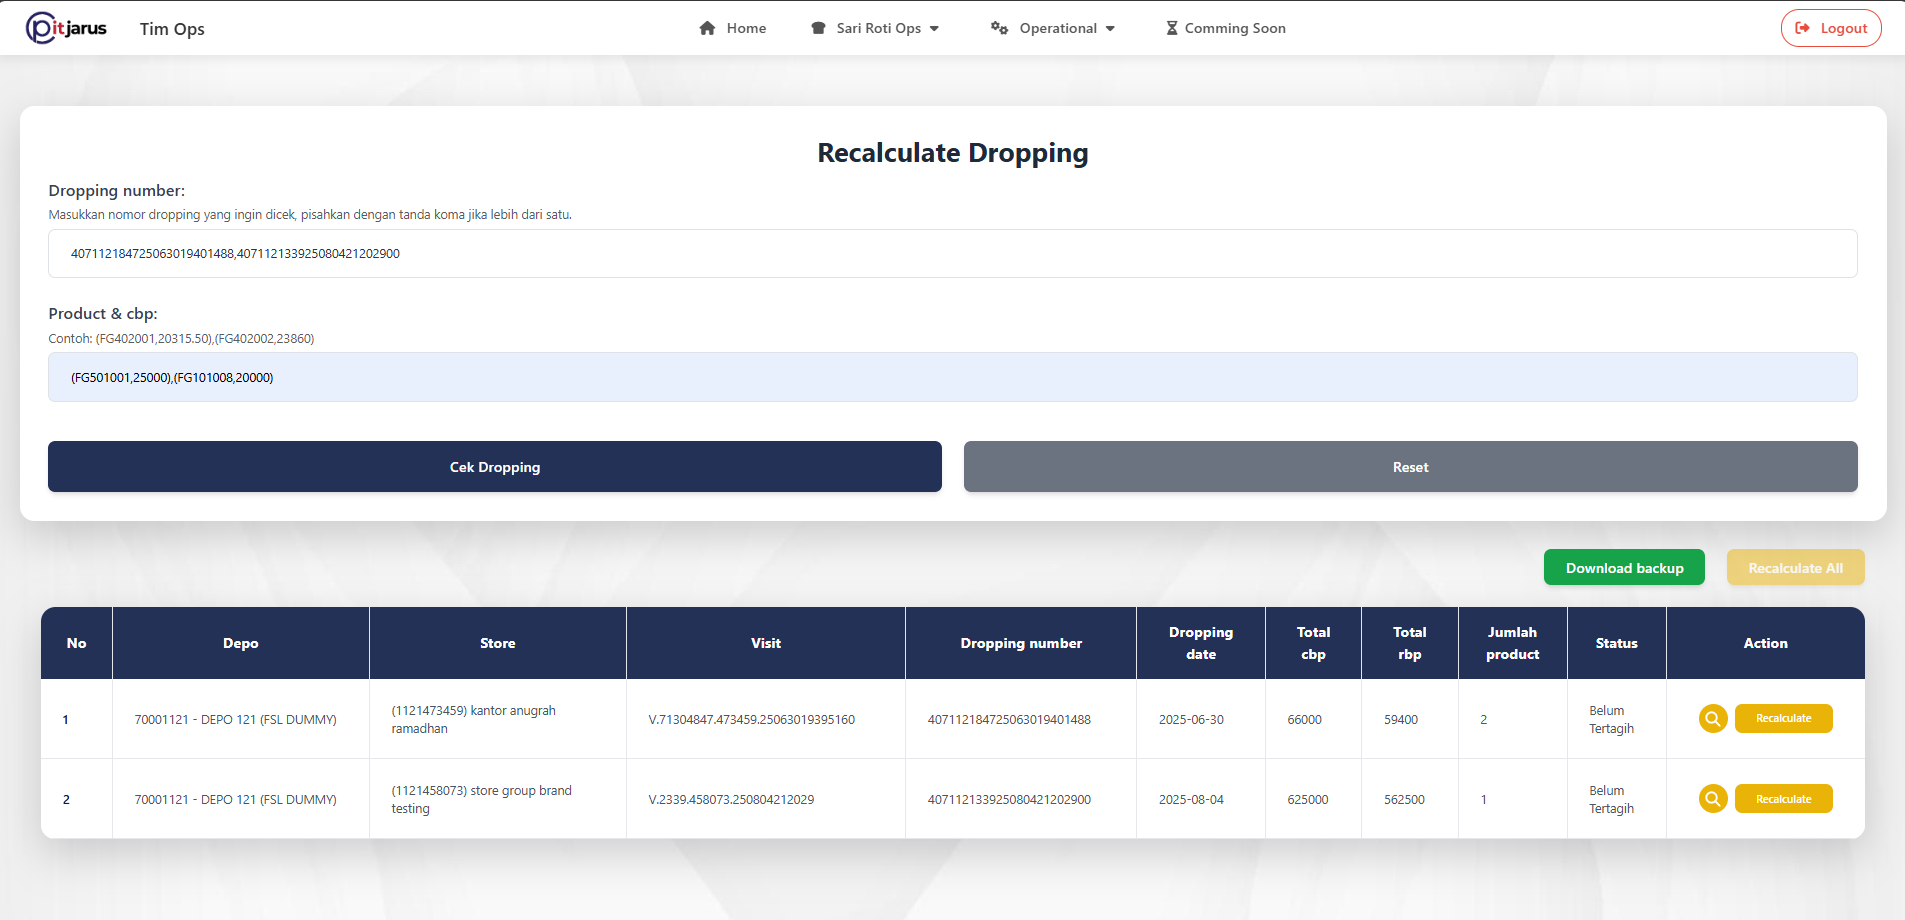 pitjarus
Tim Ops
Home
Sari Roti Ops
Operational
Comming Soon
Logout
Recalculate Dropping
Dropping number:
Masukkan nomor dropping yang ingin dicek, pisahkan dengan tanda koma jika lebih dari satu.
407112184725063019401488,407112133925080421202900
Product & cbp:
Contoh: (FG402001,20315.50),(FG402002,23860)
(FG501001,25000),(FG101008,20000)
Cek Dropping
Reset
Download backup
Recalculate All
No
Depo
Store
Visit
Dropping number
Dropping
date
Total
cbp
Total
rbp
Jumlah
product
Status
Action
1
70001121 - DEPO 121 (FSL DUMMY)
(1121473459) kantor anugrah
ramadhan
V.71304847.473459.25063019395160
407112184725063019401488
2025-06-30
66000
59400
2
Belum
Tertagih
Recalculate
2
70001121 - DEPO 121 (FSL DUMMY)
(1121458073) store group brand
testing
V.2339.458073.250804212029
407112133925080421202900
2025-08-04
625000
562500
1
Belum
Tertagih
Recalculate